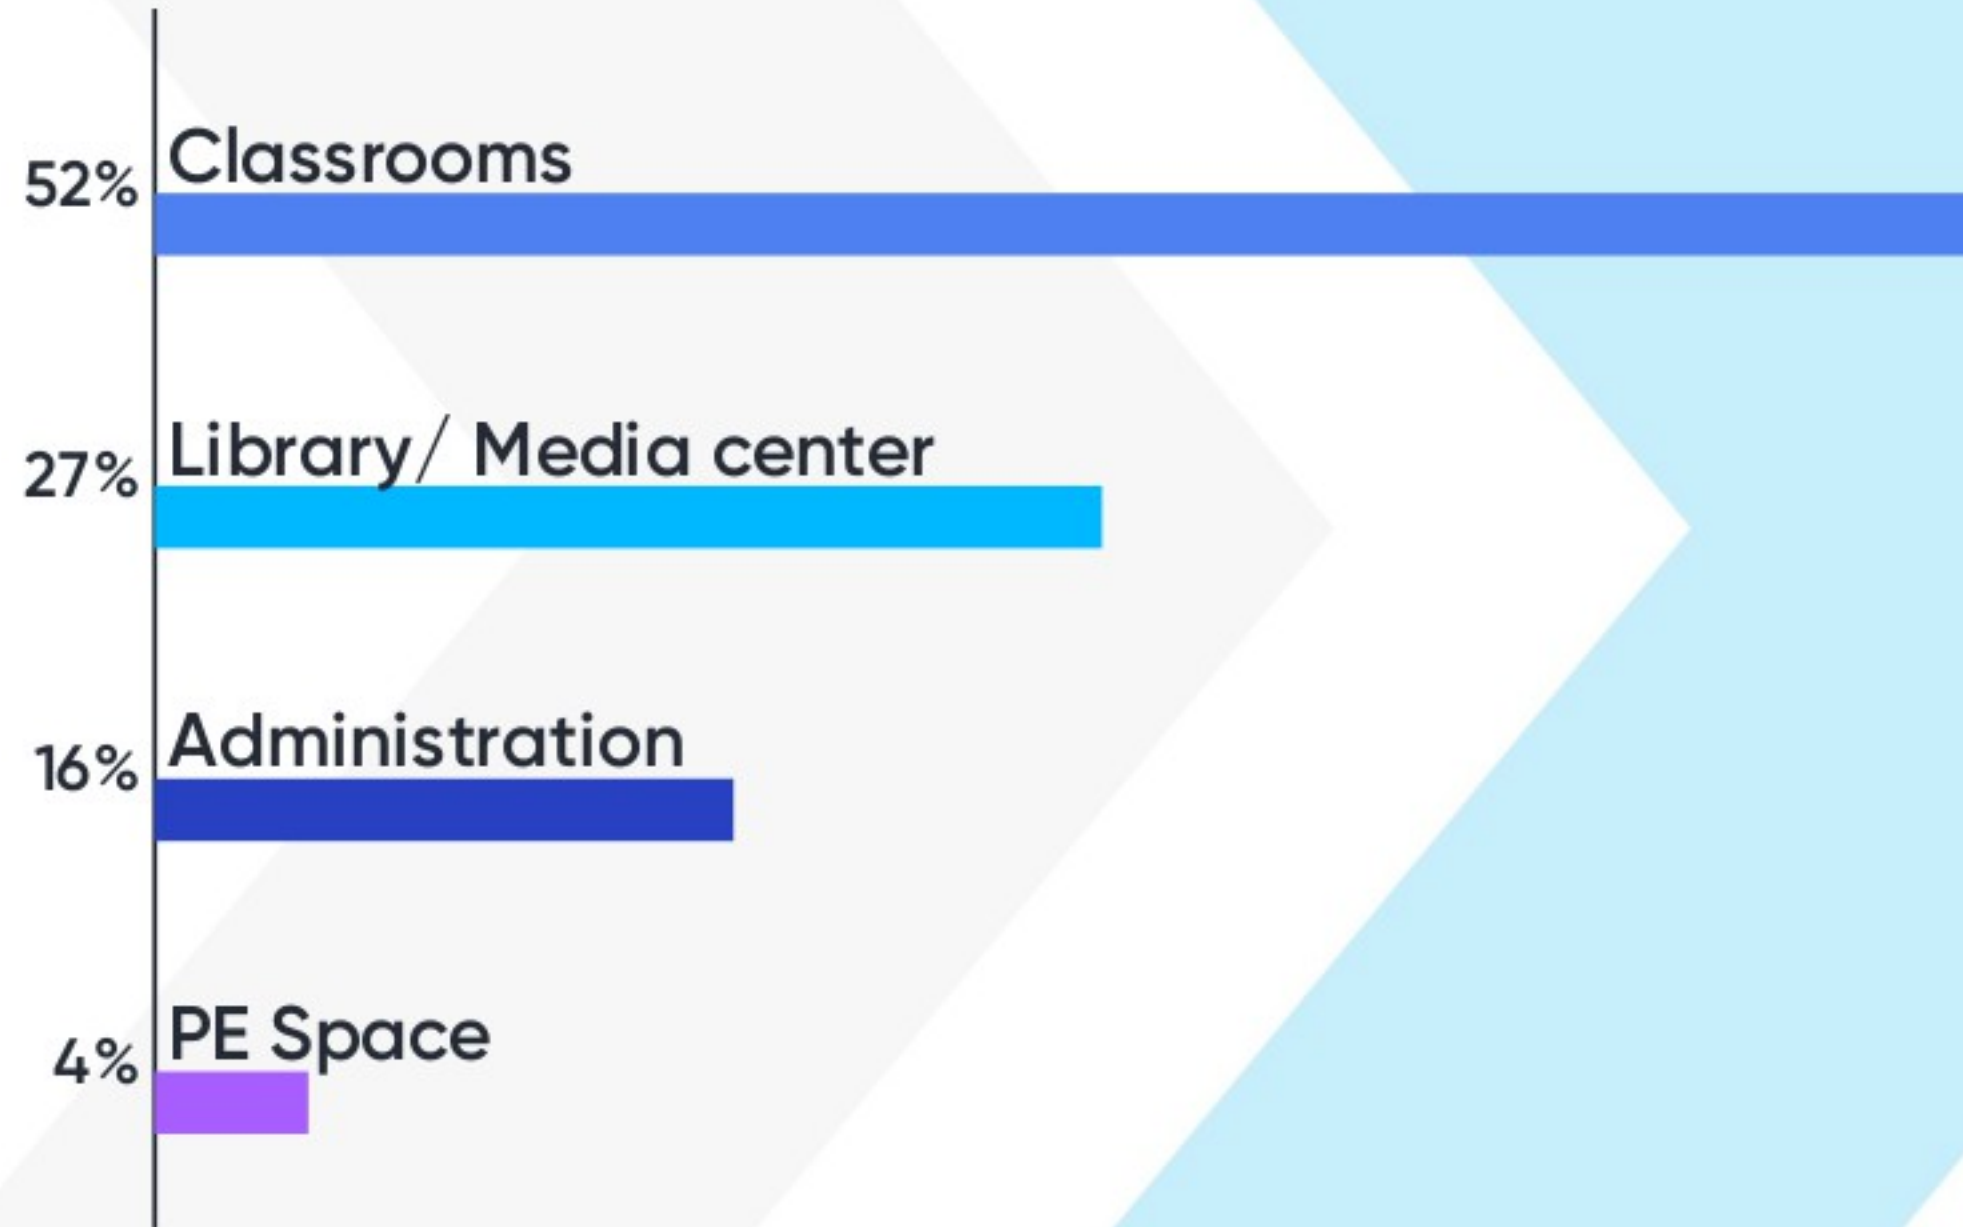 Classrooms
52%
Library/ Media center
27%
Administration
16%
PE Space
4%